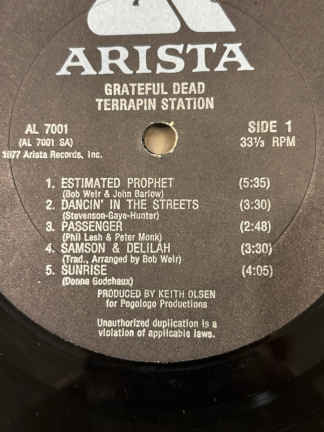 ARISTA
GRATEFUL DEAD
TERRAPIN STATION
AL 7001
(AL 7001 SA)
1977 Arista Records, Inc.
SIDE 1
33⅓ RPM
1. ESTIMATED PROPHET (5:35)
(Bob Weir & John Barlow)
2. DANCIN' IN THE STREETS (3:30)
(Stevenson-Gaye-Hunter)
3. PASSENGER (2:48)
(Phil Lesh & Peter Monk)
4. SAMSON & DELILAH (3:30)
(Trad., Arranged by Bob Weir)
5. SUNRISE (4:05)
(Donna Godchaux)
PRODUCED BY KEITH OLSEN
for Pogologo Productions
Unauthorized duplication is a
violation of applicable laws.